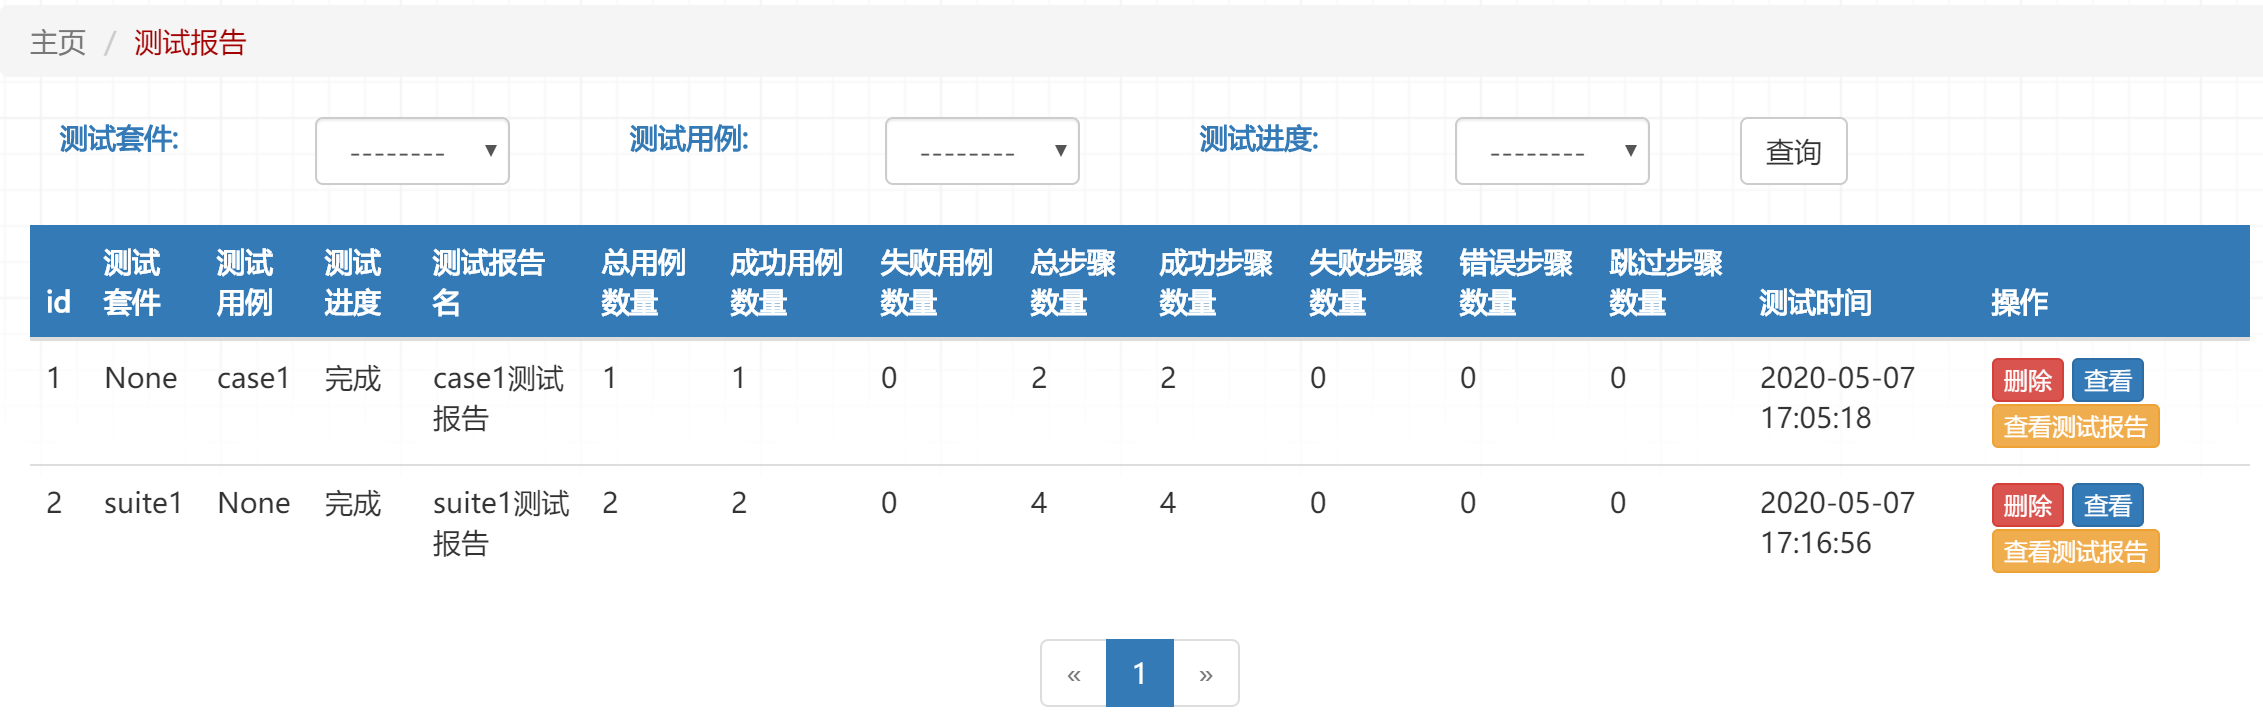 主页 / 测试报告
测试套件: -------- ▼ 测试用例: -------- ▼ 测试进度: -------- ▼ 查询
id 测试套件 测试用例 测试进度 测试报告名 总用例数量 成功用例数量 失败用例数量 总步骤数量 成功步骤数量 失败步骤数量 错误步骤数量 跳过步骤数量 测试时间 操作
1 None case1 完成 case1测试报告 1 1 0 2 2 0 0 0 2020-05-07 17:05:18 删除 查看 查看测试报告
2 suite1 None 完成 suite1测试报告 2 2 0 4 4 0 0 0 2020-05-07 17:16:56 删除 查看 查看测试报告
« 1 »